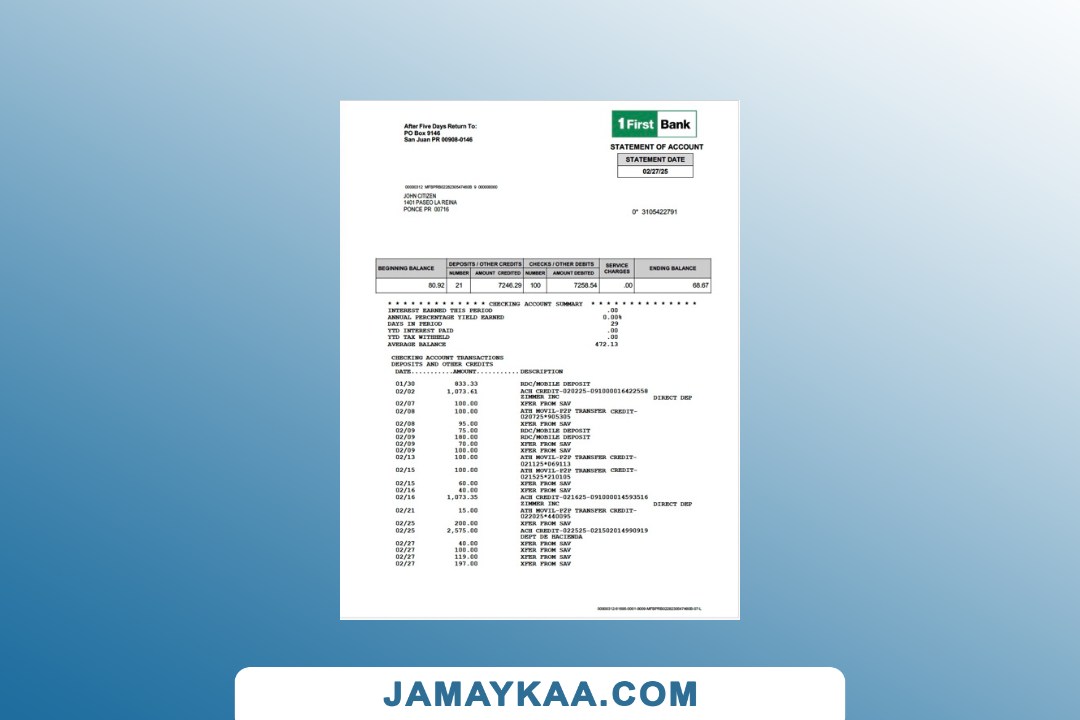 After Five Days Return To:
PO Box 9146
San Juan PR 00908-0146
1First Bank
STATEMENT OF ACCOUNT
STATEMENT DATE
02/27/25
JOHN CITIZEN
1401 PASEO LA REINA
PONCE PR 00716
0* 3105422791
BEGINNING BALANCE DEPOSITS / OTHER CREDITS CHECKS / OTHER DEBITS SERVICE CHARGES ENDING BALANCE
NUMBER AMOUNT CREDITED NUMBER AMOUNT DEBITED
80.92 21 7246.29 100 7258.54 .00 68.67
* * * * * * * * * * * * * * CHECKING ACCOUNT SUMMARY * * * * * * * * * * * * * *
INTEREST EARNED THIS PERIOD .00
ANNUAL PERCENTAGE YIELD EARNED 0.00%
DAYS IN PERIOD 29
YTD INTEREST PAID .00
YTD TAX WITHHELD .00
AVERAGE BALANCE 472.13
CHECKING ACCOUNT TRANSACTIONS
DEPOSITS AND OTHER CREDITS
DATE..........AMOUNT..........DESCRIPTION
01/30 833.33 RDC/MOBILE DEPOSIT
02/02 1,073.61 ACH CREDIT-020225-091000016422558
ZIMMER INC DIRECT DEP
02/07 100.00 XFER FROM SAV
02/08 100.00 ATH MOVIL-P2P TRANSFER CREDIT-
020725*905305
02/08 95.00 XFER FROM SAV
02/09 75.00 RDC/MOBILE DEPOSIT
02/09 180.00 RDC/MOBILE DEPOSIT
02/09 70.00 XFER FROM SAV
02/09 100.00 XFER FROM SAV
02/13 100.00 ATH MOVIL-P2P TRANSFER CREDIT-
021125*069113
02/15 100.00 ATH MOVIL-P2P TRANSFER CREDIT-
021525*210105
02/15 60.00 XFER FROM SAV
02/16 40.00 XFER FROM SAV
02/16 1,073.35 ACH CREDIT-021625-091000014593516
ZIMMER INC DIRECT DEP
02/21 15.00 ATH MOVIL-P2P TRANSFER CREDIT-
022025*440095
02/25 200.00 XFER FROM SAV
02/25 2,575.00 ACH CREDIT-022525-021502014990919
DEPT DE HACIENDA
02/27 40.00 XFER FROM SAV
02/27 100.00 XFER FROM SAV
02/27 119.00 XFER FROM SAV
02/27 197.00 XFER FROM SAV
JAMAYKAA.COM